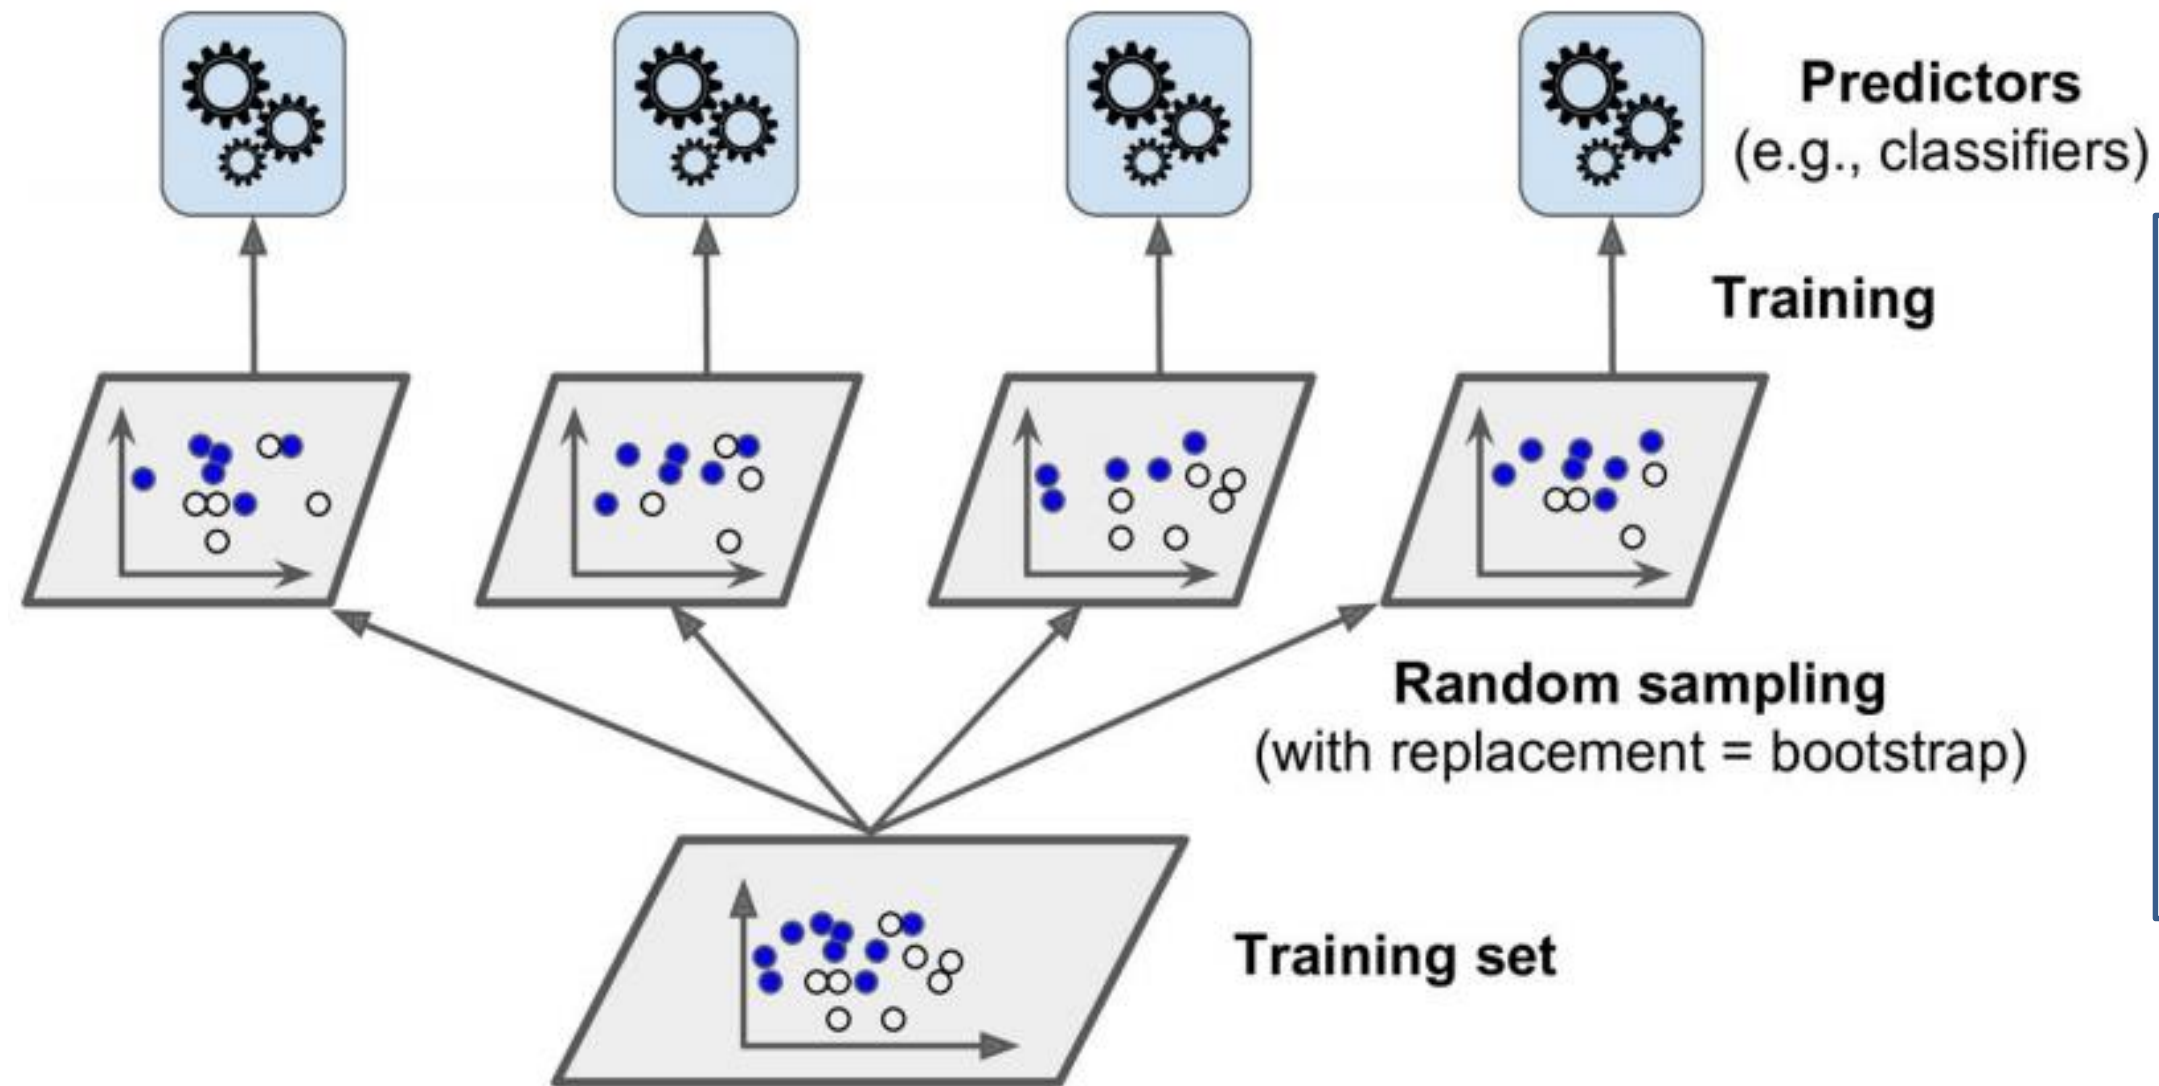 Predictors
(e.g., classifiers)
Training
Random sampling
(with replacement = bootstrap)
Training set